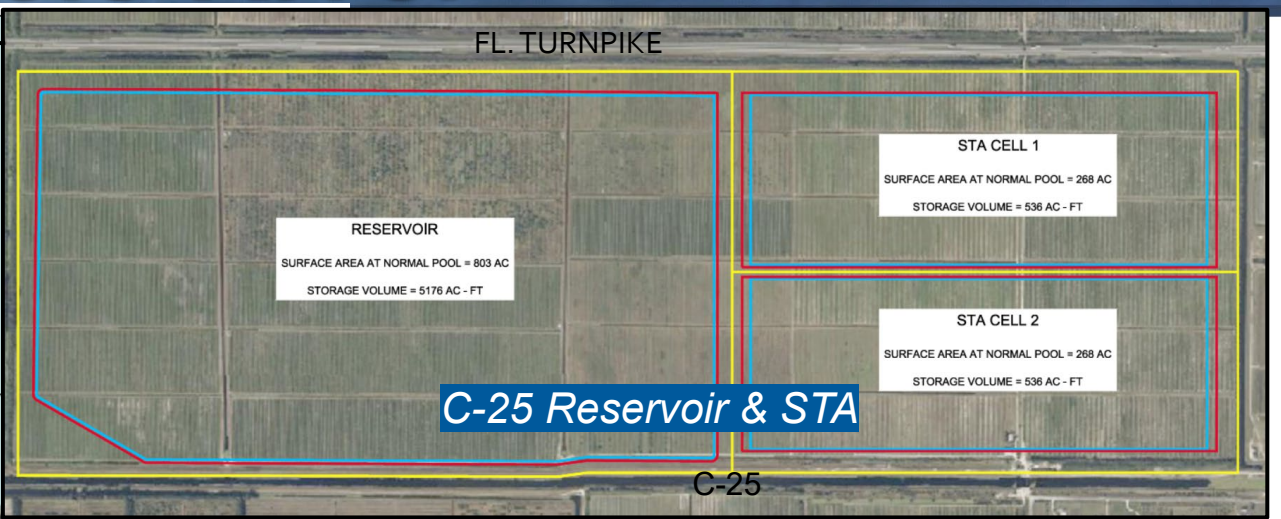 FL. TURNPIKE
STA CELL 1
SURFACE AREA AT NORMAL POOL = 268 AC
STORAGE VOLUME = 536 AC - FT
RESERVOIR
SURFACE AREA AT NORMAL POOL = 803 AC
STORAGE VOLUME = 5176 AC - FT
STA CELL 2
SURFACE AREA AT NORMAL POOL = 268 AC
STORAGE VOLUME = 536 AC - FT
C-25 Reservoir & STA
C-25